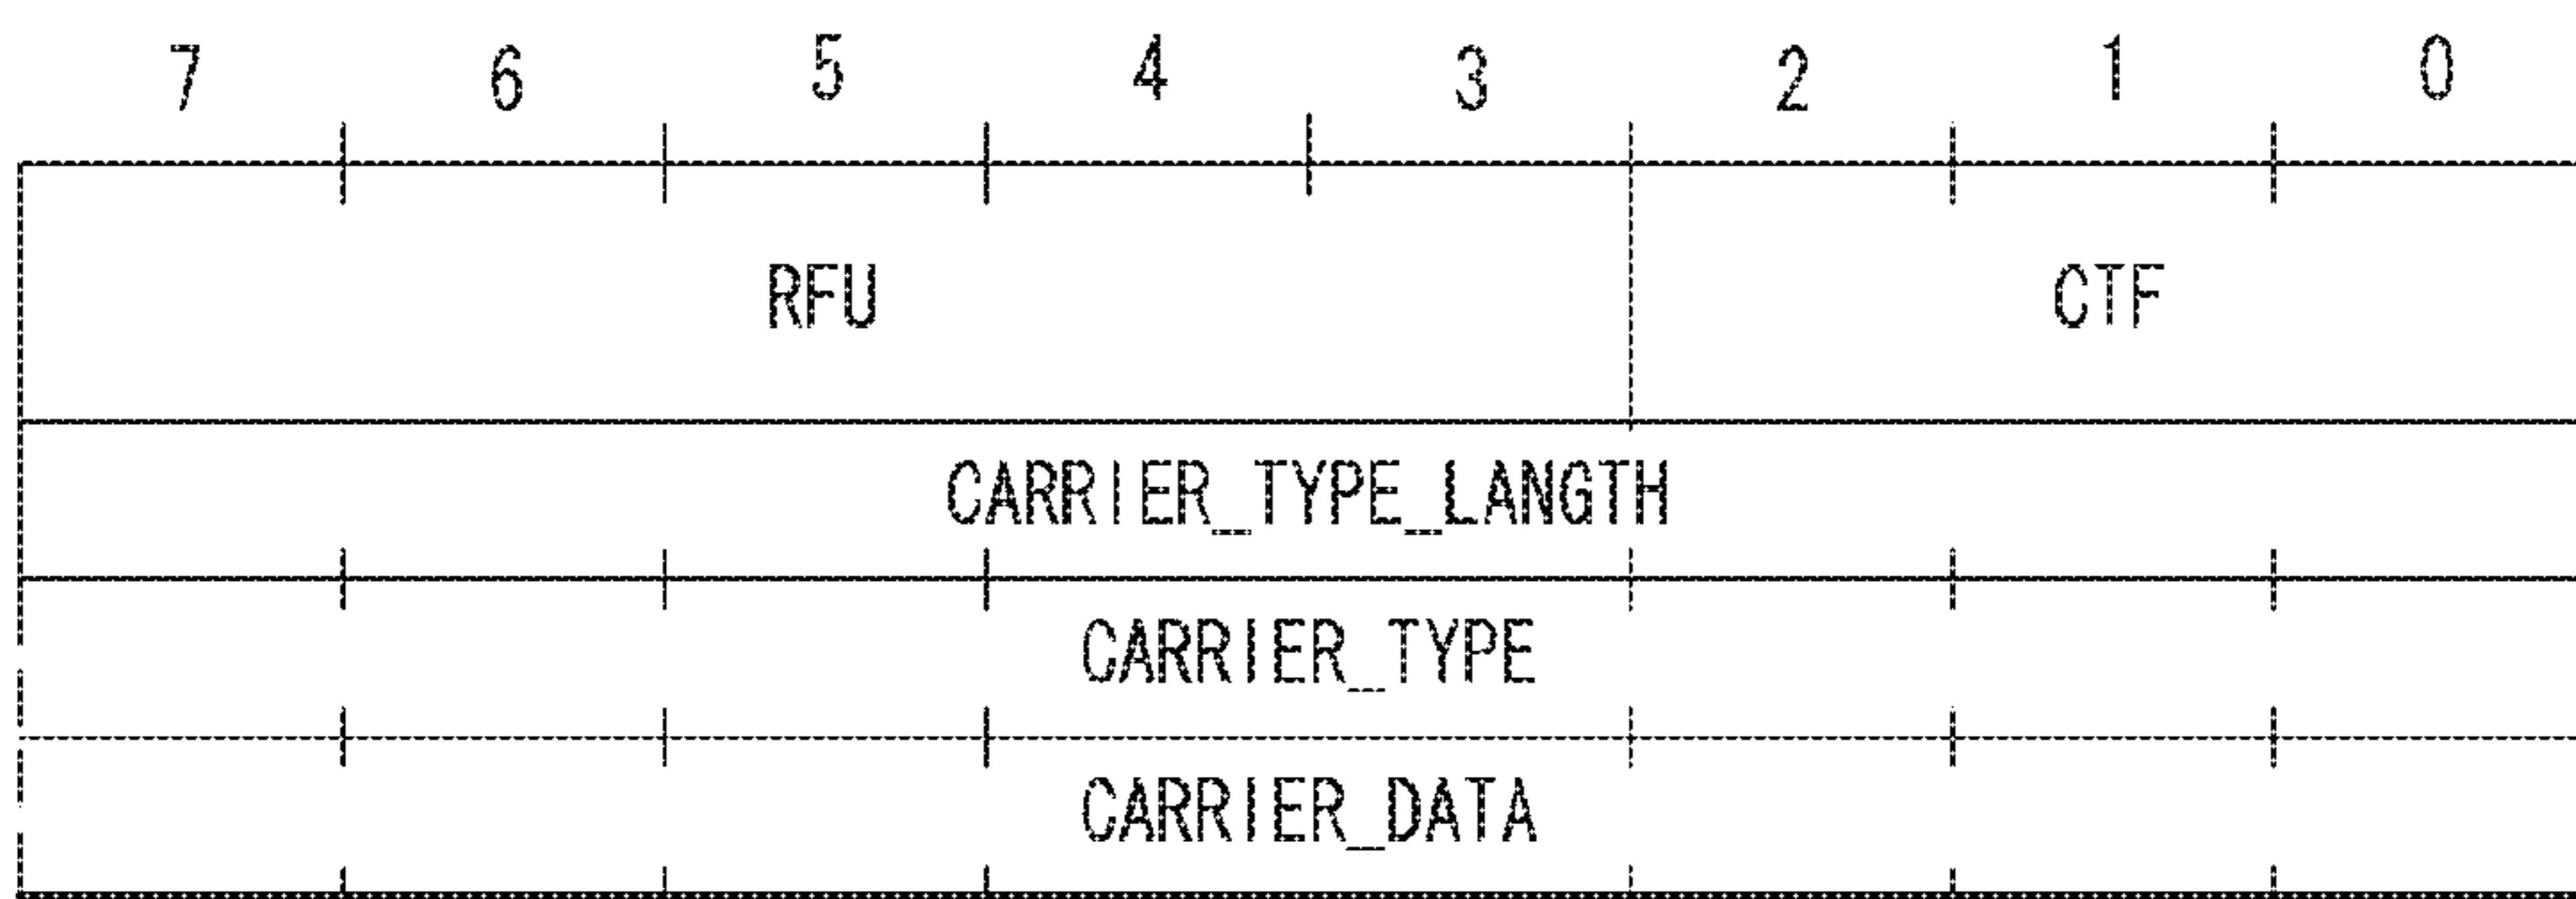 7 6 5 4 3 2 1 0
RFU CTF
CARRIER_TYPE_LANGTH
CARRIER_TYPE
CARRIER_DATA